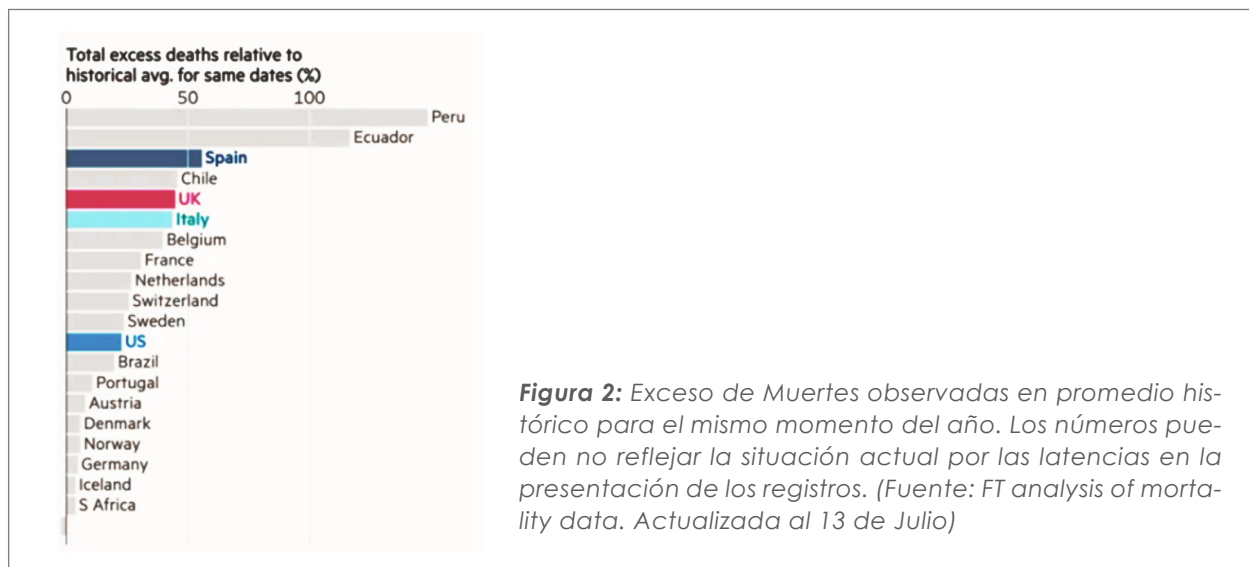 Total excess deaths relative to
historical avg. for same dates (%)
0 50 100
Peru
Ecuador
Spain
Chile
UK
Italy
Belgium
France
Netherlands
Switzerland
Sweden
US
Brazil
Portugal
Austria
Denmark
Norway
Germany
Iceland
S Africa
Figura 2: Exceso de Muertes observadas en promedio his-
tórico para el mismo momento del año. Los números pue-
den no reflejar la situación actual por las latencias en la
presentación de los registros. (Fuente: FT analysis of morta-
lity data. Actualizada al 13 de Julio)